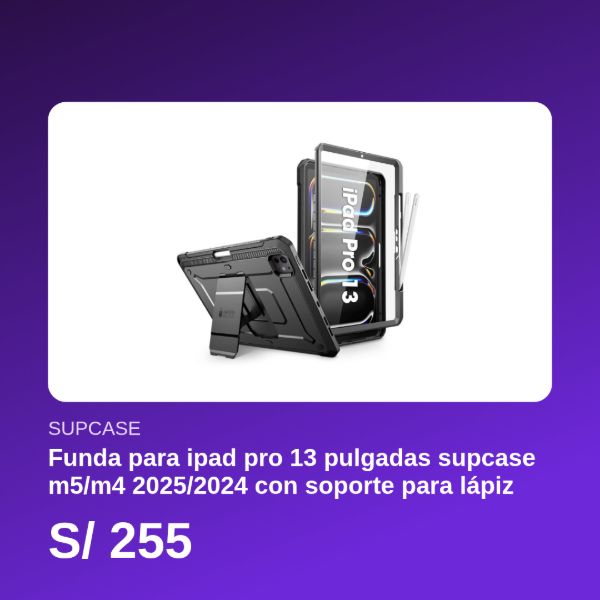 iPad Pro 13
SUPCASE
Funda para ipad pro 13 pulgadas supcase
m5/m4 2025/2024 con soporte para lápiz
S/ 255